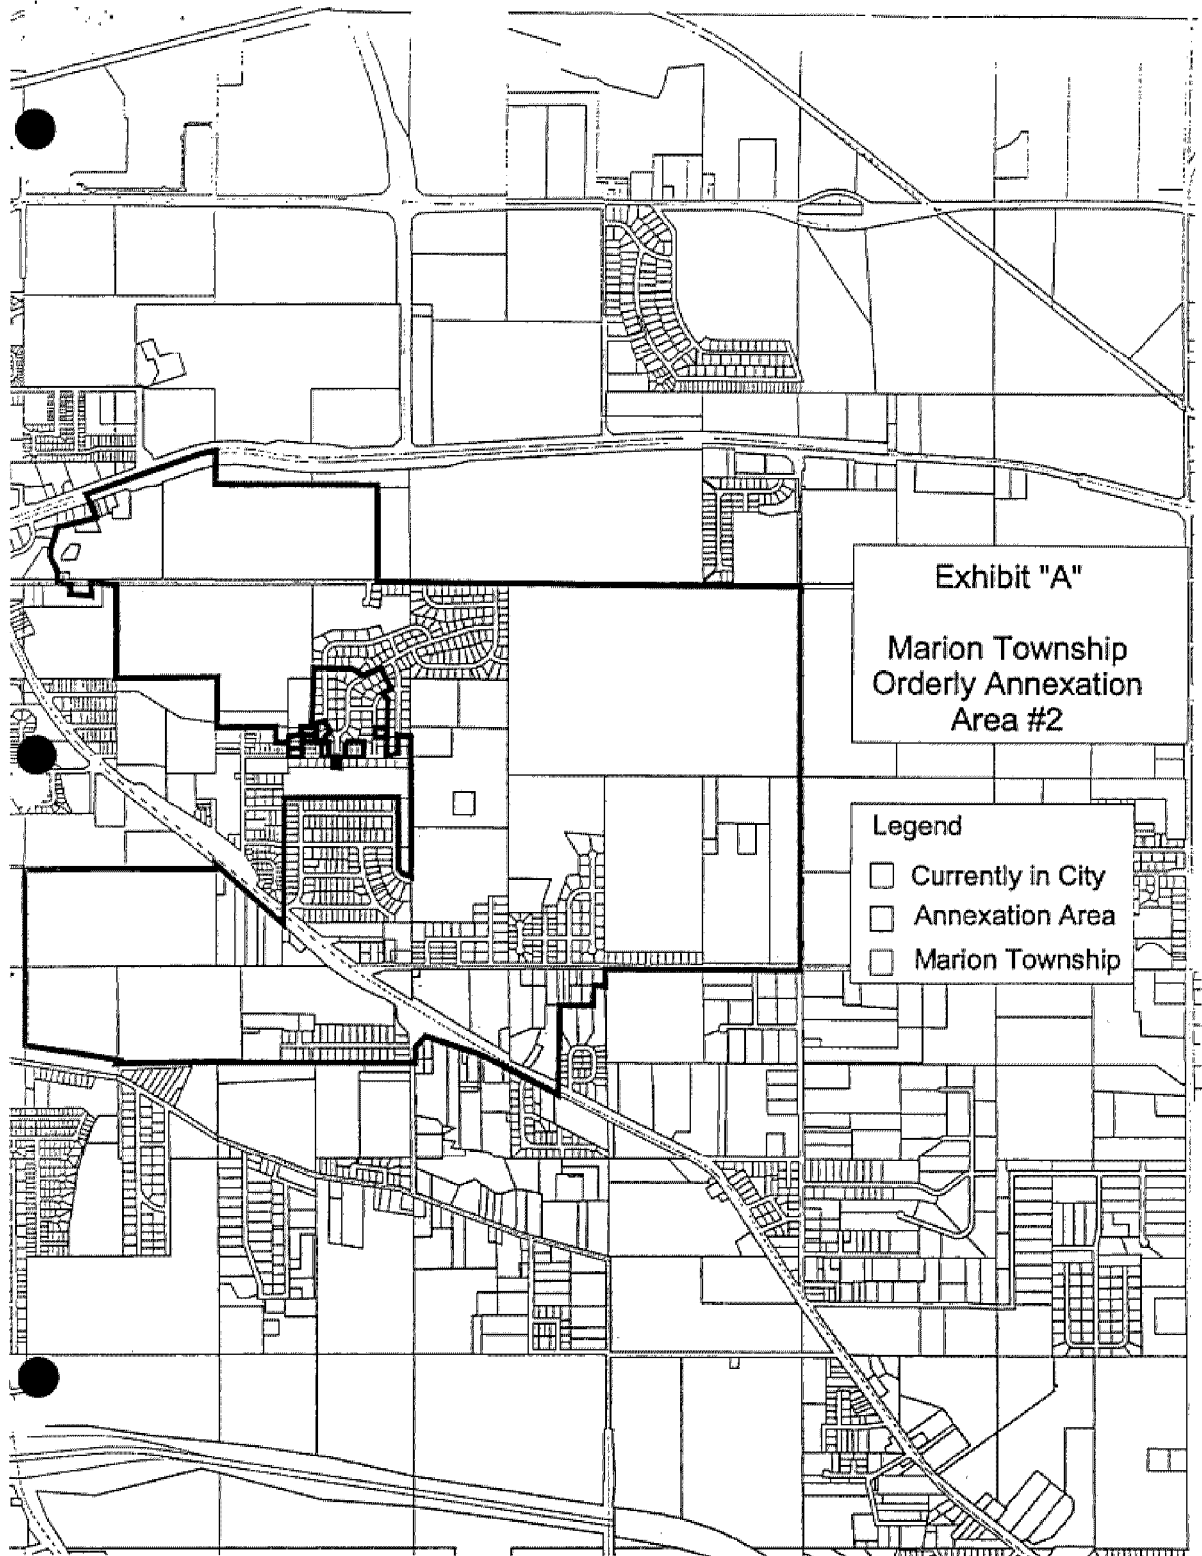 Exhibit "A"
Marion Township
Orderly Annexation
Area #2
Legend
Currently in City
Annexation Area
Marion Township